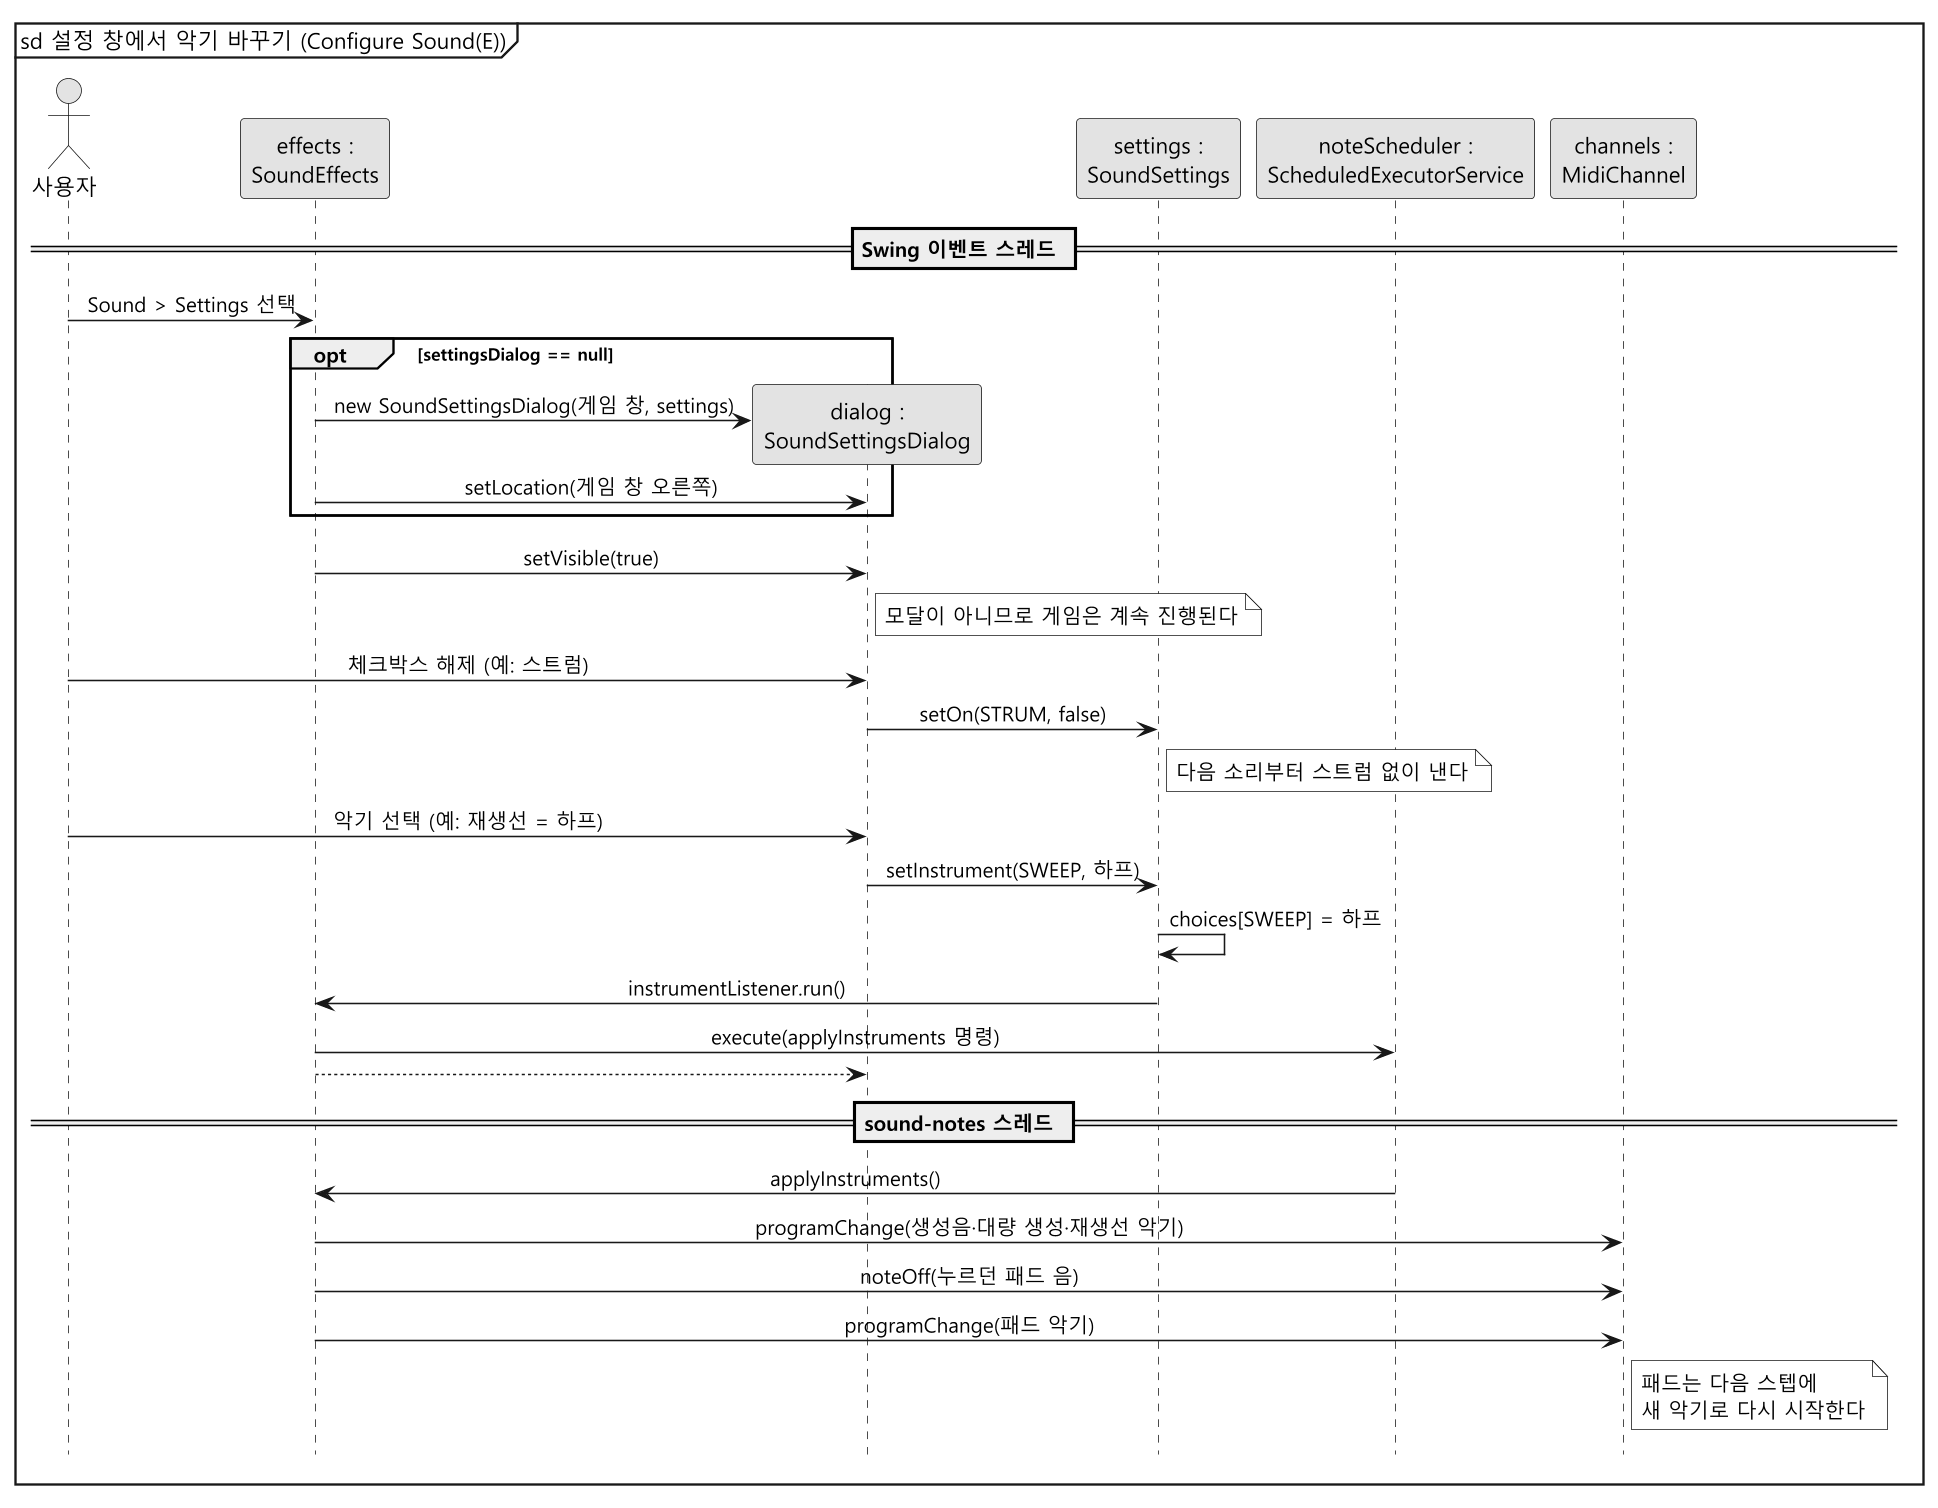 sd 설정 창에서 악기 바꾸기 (Configure Sound(E))
사용자
effects :
SoundEffects
settings :
SoundSettings
noteScheduler :
ScheduledExecutorService
channels :
MidiChannel
Swing 이벤트 스레드
Sound > Settings 선택
opt
[settingsDialog == null]
new SoundSettingsDialog(게임 창, settings)
dialog :
SoundSettingsDialog
setLocation(게임 창 오른쪽)
setVisible(true)
모달이 아니므로 게임은 계속 진행된다
체크박스 해제 (예: 스트럼)
setOn(STRUM, false)
다음 소리부터 스트럼 없이 낸다
악기 선택 (예: 재생선 = 하프)
setInstrument(SWEEP, 하프)
choices[SWEEP] = 하프
instrumentListener.run()
execute(applyInstruments 명령)
sound-notes 스레드
applyInstruments()
programChange(생성음·대량 생성·재생선 악기)
noteOff(누르던 패드 음)
programChange(패드 악기)
패드는 다음 스텝에
새 악기로 다시 시작한다